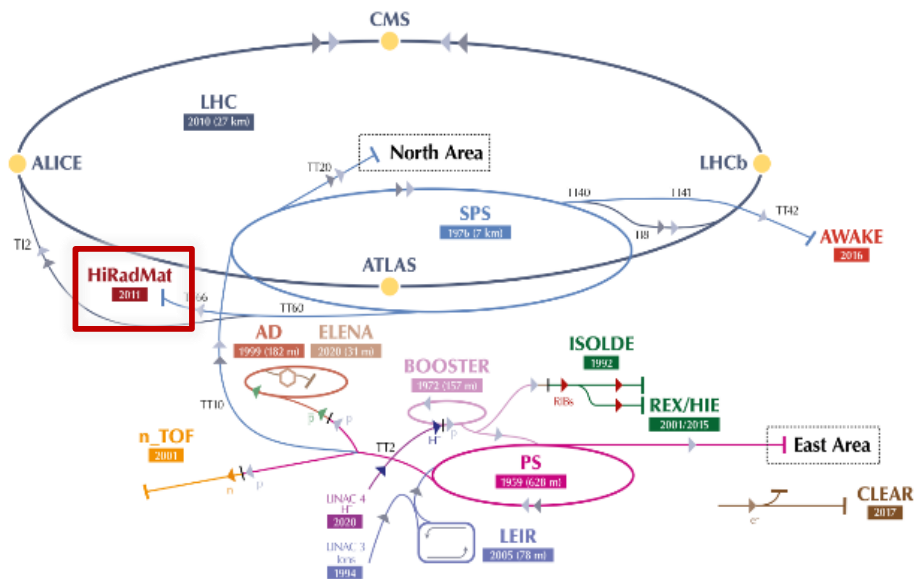 CMS
LHC
2010 (27 km)
North Area
TT20
ALICE
LHCb
TT40
TT41
SPS
1976 (7 km)
TI8
TT42
TI2
AWAKE
2016
HiRadMat
2011
ATLAS
TT66
TT60
AD
1999 (182 m)
ELENA
2020 (31 m)
ISOLDE
1992
BOOSTER
1972 (157 m)
RIBs
REX/HIE
2001/2015
TT10
p
p
H⁻
p
n_TOF
2001
TT2
East Area
n
p
PS
1959 (628 m)
LINAC 4
H⁻
2020
CLEAR
2017
e⁻
LINAC 3
Ions
1994
LEIR
2005 (78 m)